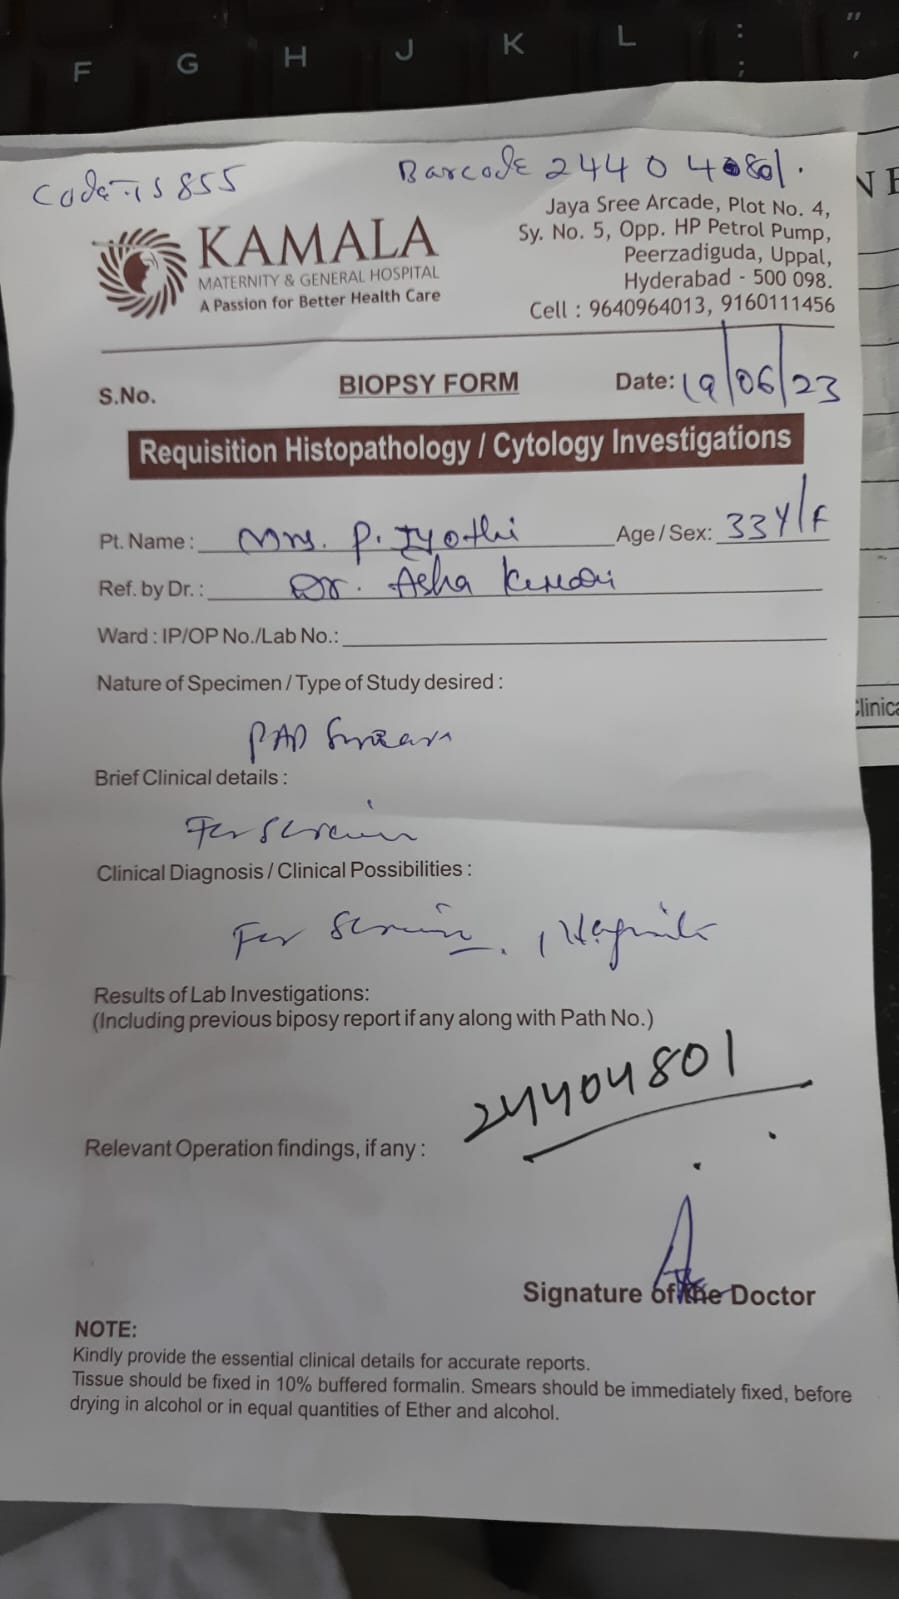 F G H J K L : ;
"
,
Code-TS 855
Barcode 24404801.
KAMALA
MATERNITY & GENERAL HOSPITAL
A Passion for Better Health Care
Jaya Sree Arcade, Plot No. 4,
Sy. No. 5, Opp. HP Petrol Pump,
Peerzadiguda, Uppal,
Hyderabad - 500 098.
Cell : 9640964013, 9160111456
S.No.
BIOPSY FORM
Date: 19/06/23
Requisition Histopathology / Cytology Investigations
Pt. Name : Mrs. P. Jyothi Age / Sex: 33Y/F
Ref. by Dr. : Dr. Asha Kumari
Ward : IP/OP No./Lab No.:
Nature of Specimen / Type of Study desired :
PAP Smear
Brief Clinical details :
For
Clinical Diagnosis / Clinical Possibilities :
For
Results of Lab Investigations:
(Including previous biposy report if any along with Path No.)
24404801
Relevant Operation findings, if any :
Signature of the Doctor
NOTE:
Kindly provide the essential clinical details for accurate reports.
Tissue should be fixed in 10% buffered formalin. Smears should be immediately fixed, before
drying in alcohol or in equal quantities of Ether and alcohol.